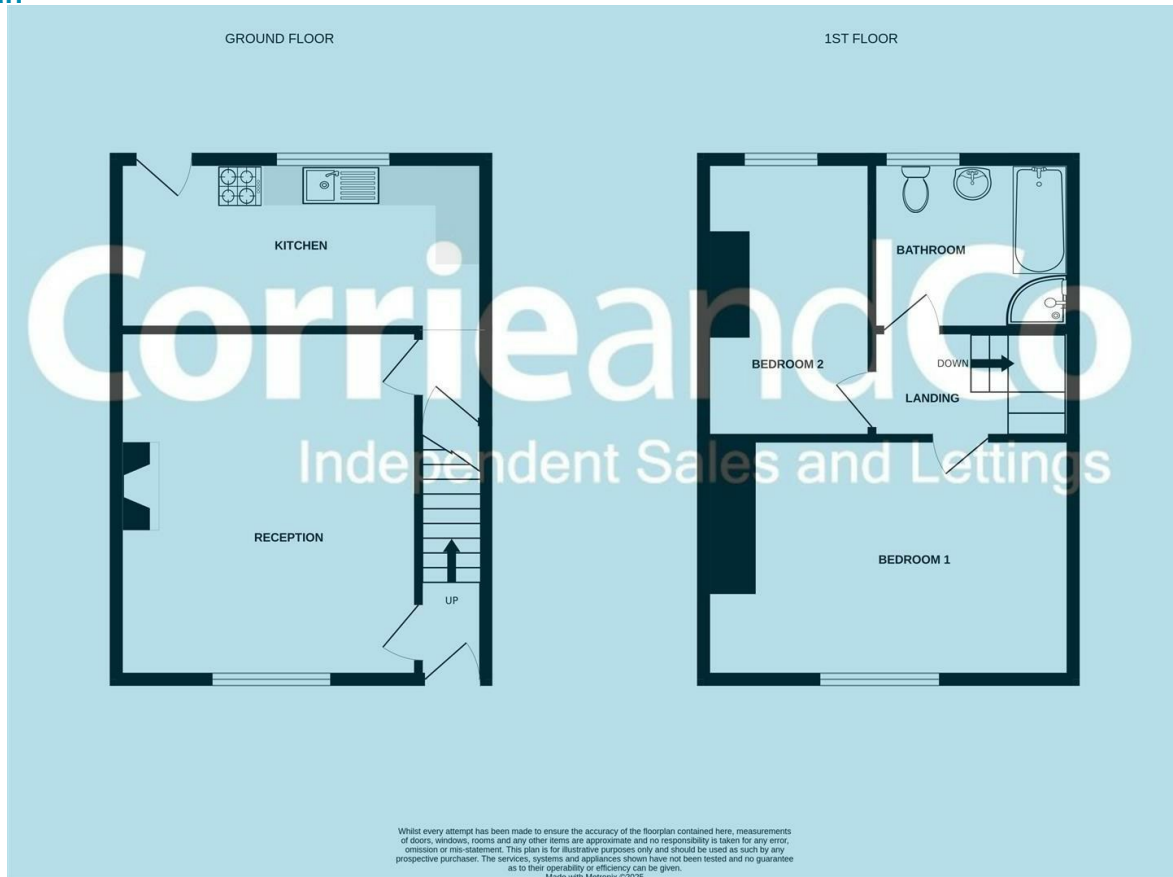 GROUND FLOOR
1ST FLOOR
KITCHEN
BATHROOM
CorrieandCo
BEDROOM 2
DOWN
LANDING
Independent Sales and Lettings
RECEPTION
BEDROOM 1
UP
Whilst every attempt has been made to ensure the accuracy of the floorplan contained here, measurements
of doors, windows, rooms and any other items are approximate and no responsibility is taken for any error,
omission or mis-statement. This plan is for illustrative purposes only and should be used as such by any
prospective purchaser. The services, systems and appliances shown have not been tested and no guarantee
as to their operability or efficiency can be given.
Made with Metropix ©2025